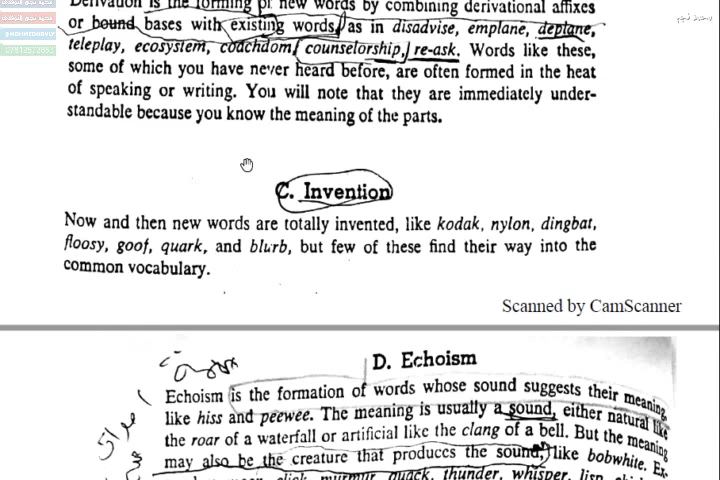 Derivation is the forming of new words by combining derivational affixes
or bound bases with existing words, as in disadvise, emplane, deplane,
teleplay, ecosystem, coachdom, counselorship, re-ask. Words like these,
some of which you have never heard before, are often formed in the heat
of speaking or writing. You will note that they are immediately under-
standable because you know the meaning of the parts.
C. Invention
Now and then new words are totally invented, like kodak, nylon, dingbat,
floosy, goof, quark, and blurb, but few of these find their way into the
common vocabulary.
Scanned by CamScanner
D. Echoism
Echoism is the formation of words whose sound suggests their meaning
like hiss and peewee. The meaning is usually a sound, either natural like
the roar of a waterfall or artificial like the clang of a bell. But the meaning
may also be the creature that produces the sound, like bobwhite. Ex-
click, murmur, quack, thunder, whisper, lisp,